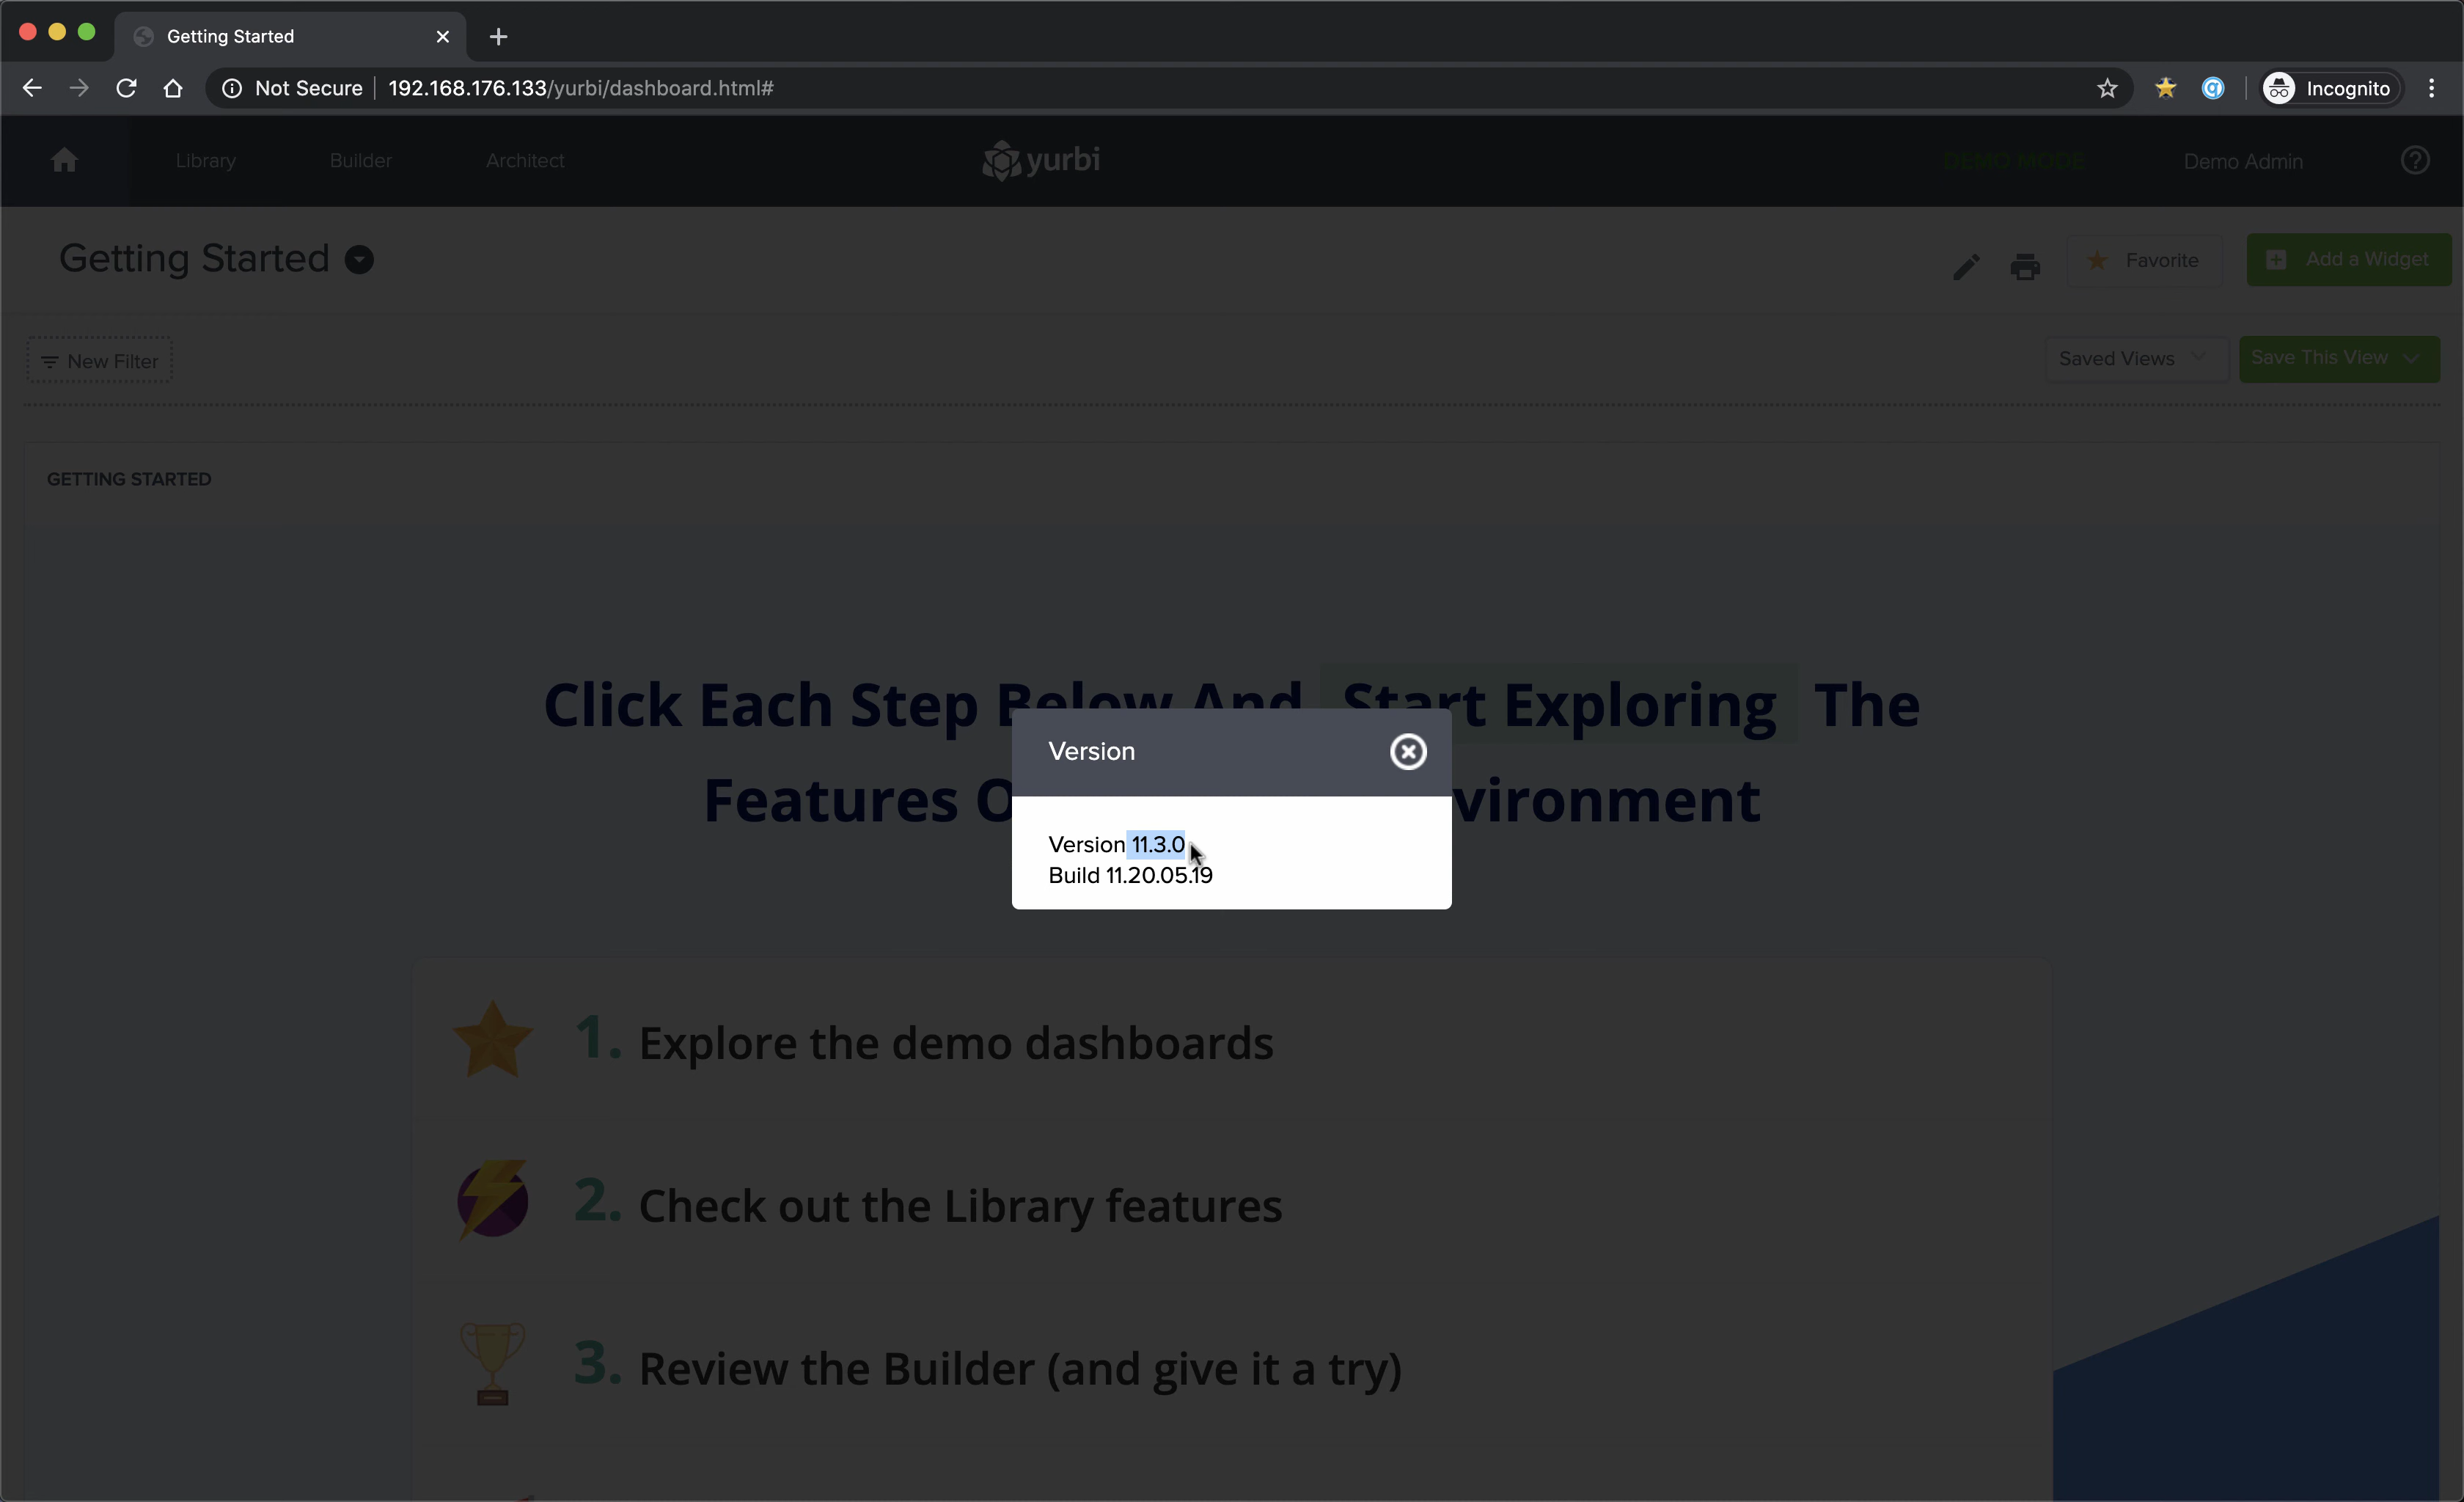 Getting Started
Not Secure 192.168.176.133/yurbi/dashboard.html#
Incognito
Library Builder Architect yurbi DEMO MODE Demo Admin
Getting Started Favorite Add a Widget
New Filter Saved Views Save This View
GETTING STARTED
Click Each Step Below And Start Exploring The
Features O vironment
Version
Version 11.3.0
Build 11.20.05.19
1. Explore the demo dashboards
2. Check out the Library features
3. Review the Builder (and give it a try)